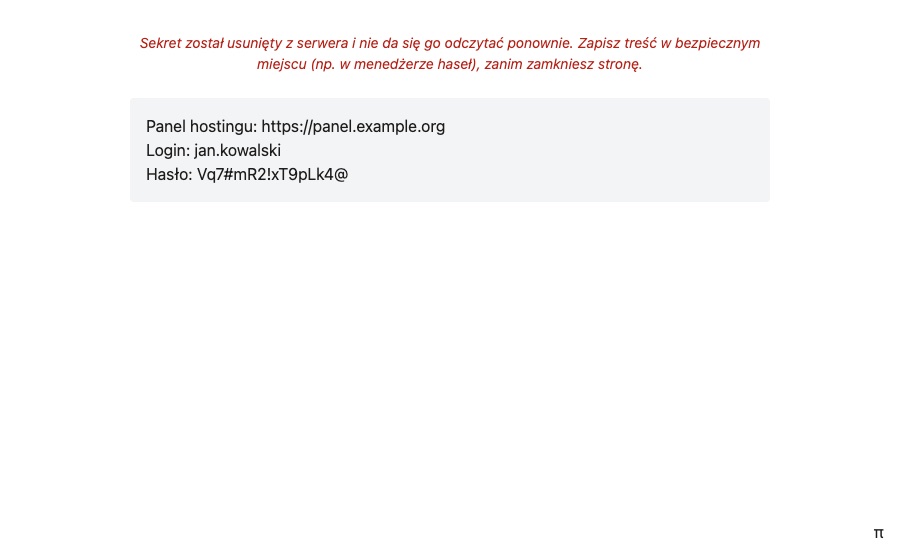 Sekret został usunięty z serwera i nie da się go odczytać ponownie. Zapisz treść w bezpiecznym
miejscu (np. w menedżerze haseł), zanim zamkniesz stronę.
Panel hostingu: https://panel.example.org
Login: jan.kowalski
Hasło: Vq7#mR2!xT9pLk4@
π